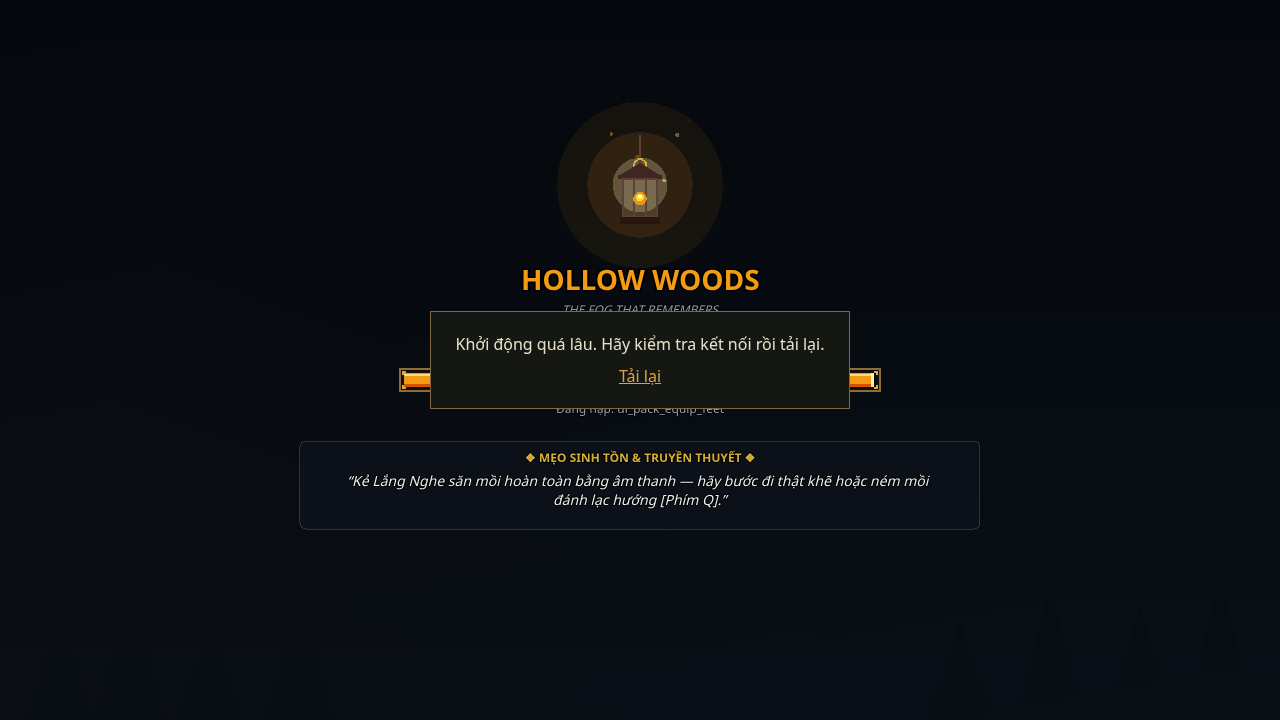 HOLLOW WOODS
THE FOG THAT REMEMBERS
Khởi động quá lâu. Hãy kiểm tra kết nối rồi tải lại.
Tải lại
Đang nạp: df_pack_equip_feet
❖ MẸO SINH TỒN & TRUYỀN THUYẾT ❖
“Kẻ Lắng Nghe săn mồi hoàn toàn bằng âm thanh — hãy bước đi thật khẽ hoặc ném mồi
đánh lạc hướng [Phím Q].”